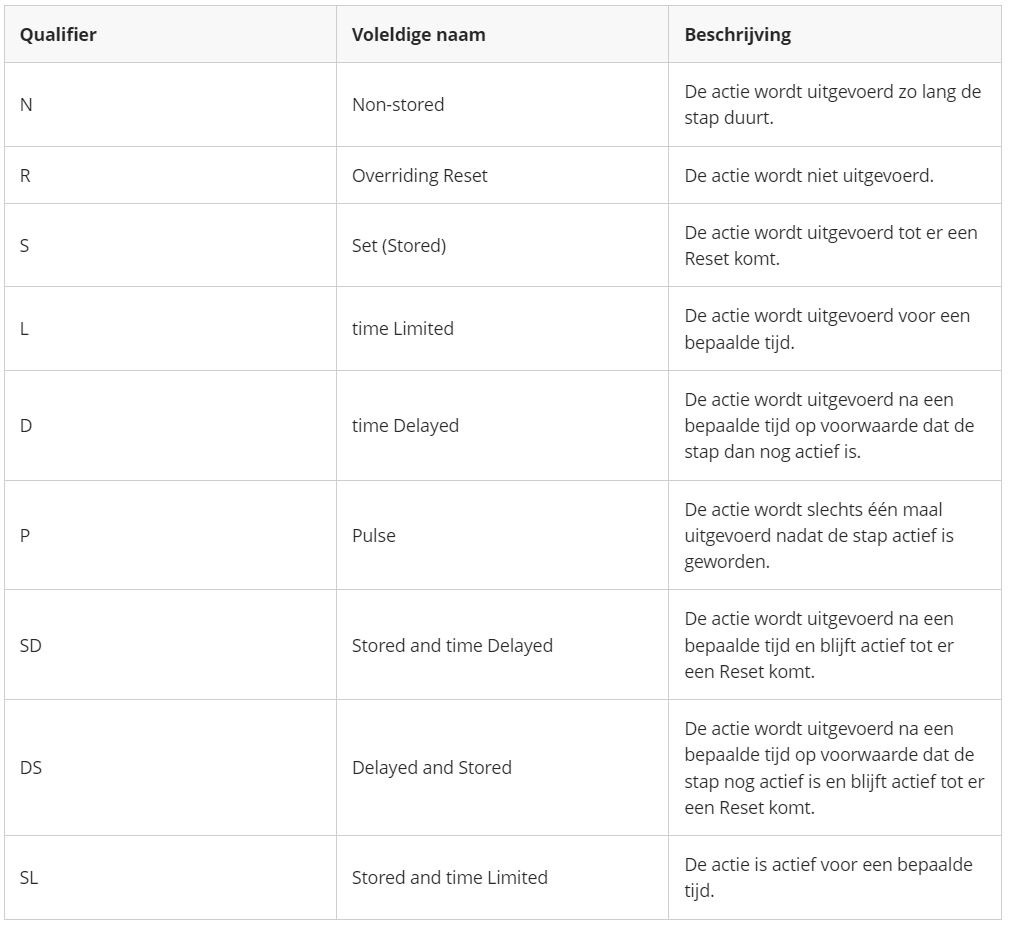 Qualifier
Voleldige naam
Beschrijving
N
Non-stored
De actie wordt uitgevoerd zo lang de
stap duurt.
R
Overriding Reset
De actie wordt niet uitgevoerd.
S
Set (Stored)
De actie wordt uitgevoerd tot er een
Reset komt.
L
time Limited
De actie wordt uitgevoerd voor een
bepaalde tijd.
D
time Delayed
De actie wordt uitgevoerd na een
bepaalde tijd op voorwaarde dat de
stap dan nog actief is.
P
Pulse
De actie wordt slechts één maal
uitgevoerd nadat de stap actief is
geworden.
SD
Stored and time Delayed
De actie wordt uitgevoerd na een
bepaalde tijd en blijft actief tot er
een Reset komt.
DS
Delayed and Stored
De actie wordt uitgevoerd na een
bepaalde tijd op voorwaarde dat de
stap nog actief is en blijft actief tot er
een Reset komt.
SL
Stored and time Limited
De actie is actief voor een bepaalde
tijd.